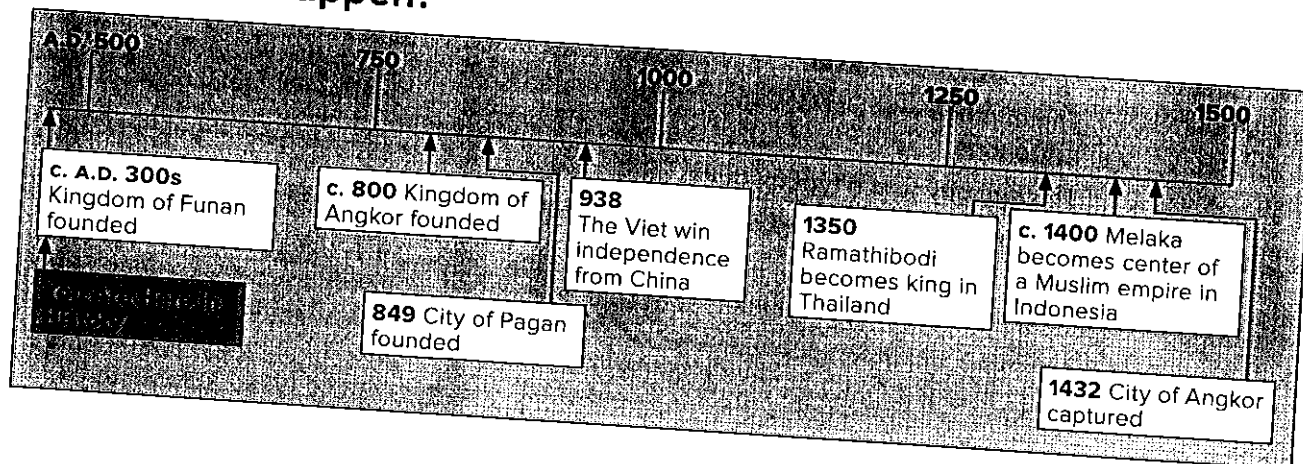 A.D. 500
750
1000
1250
1500
c. A.D. 300s
Kingdom of Funan
founded
c. 800 Kingdom of
Angkor founded
849 City of Pagan
founded
938
The Viet win
independence
from China
1350
Ramathibodi
becomes king in
Thailand
c. 1400 Melaka
becomes center of
a Muslim empire in
Indonesia
1432 City of Angkor
captured